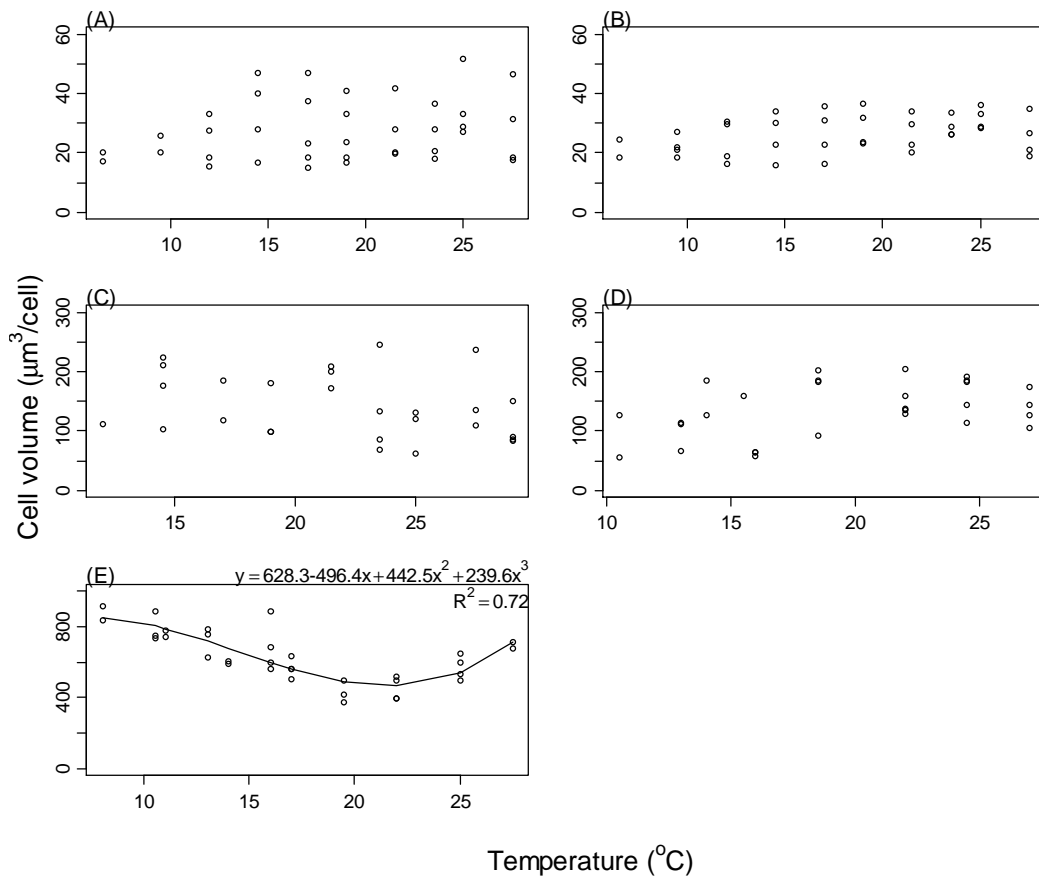 (A)
60
40
20
0
10 15 20 25
(B)
60
40
20
0
10 15 20 25
(C)
300
200
100
0
15 20 25
(D)
300
200
100
0
10 15 20 25
(E)
y = 628.3-496.4x + 442.5x² + 239.6x³
R² = 0.72
800
400
0
10 15 20 25
Cell volume (μm³/cell)
Temperature (°C)